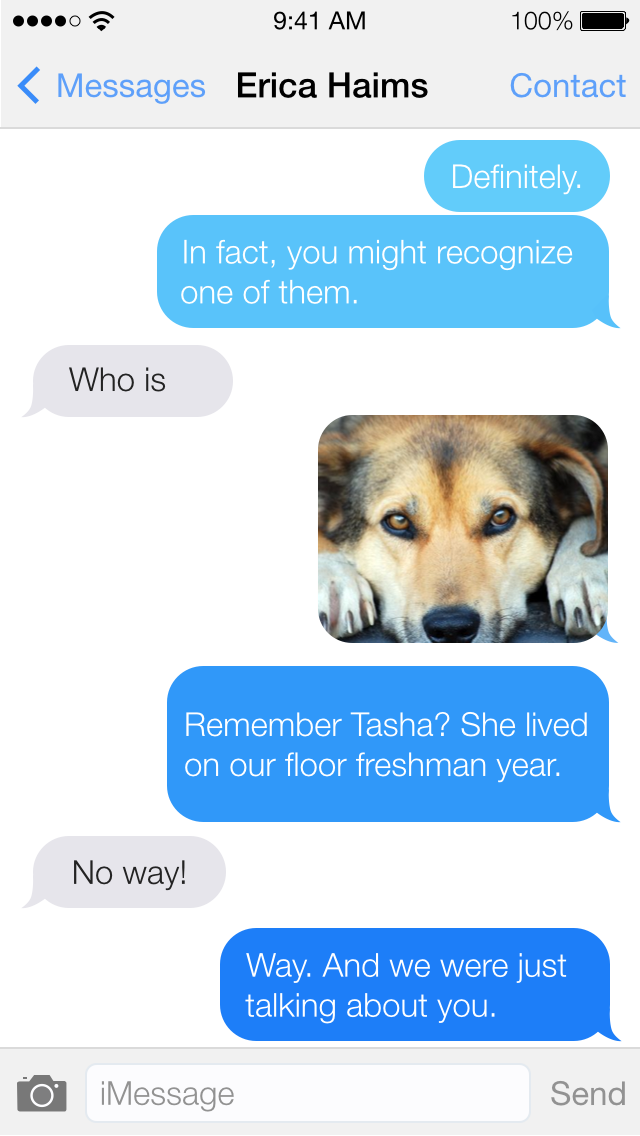 9:41 AM 100%
Messages Erica Haims Contact
Definitely.
In fact, you might recognize
one of them.
Who is
Remember Tasha? She lived
on our floor freshman year.
No way!
Way. And we were just
talking about you.
iMessage Send